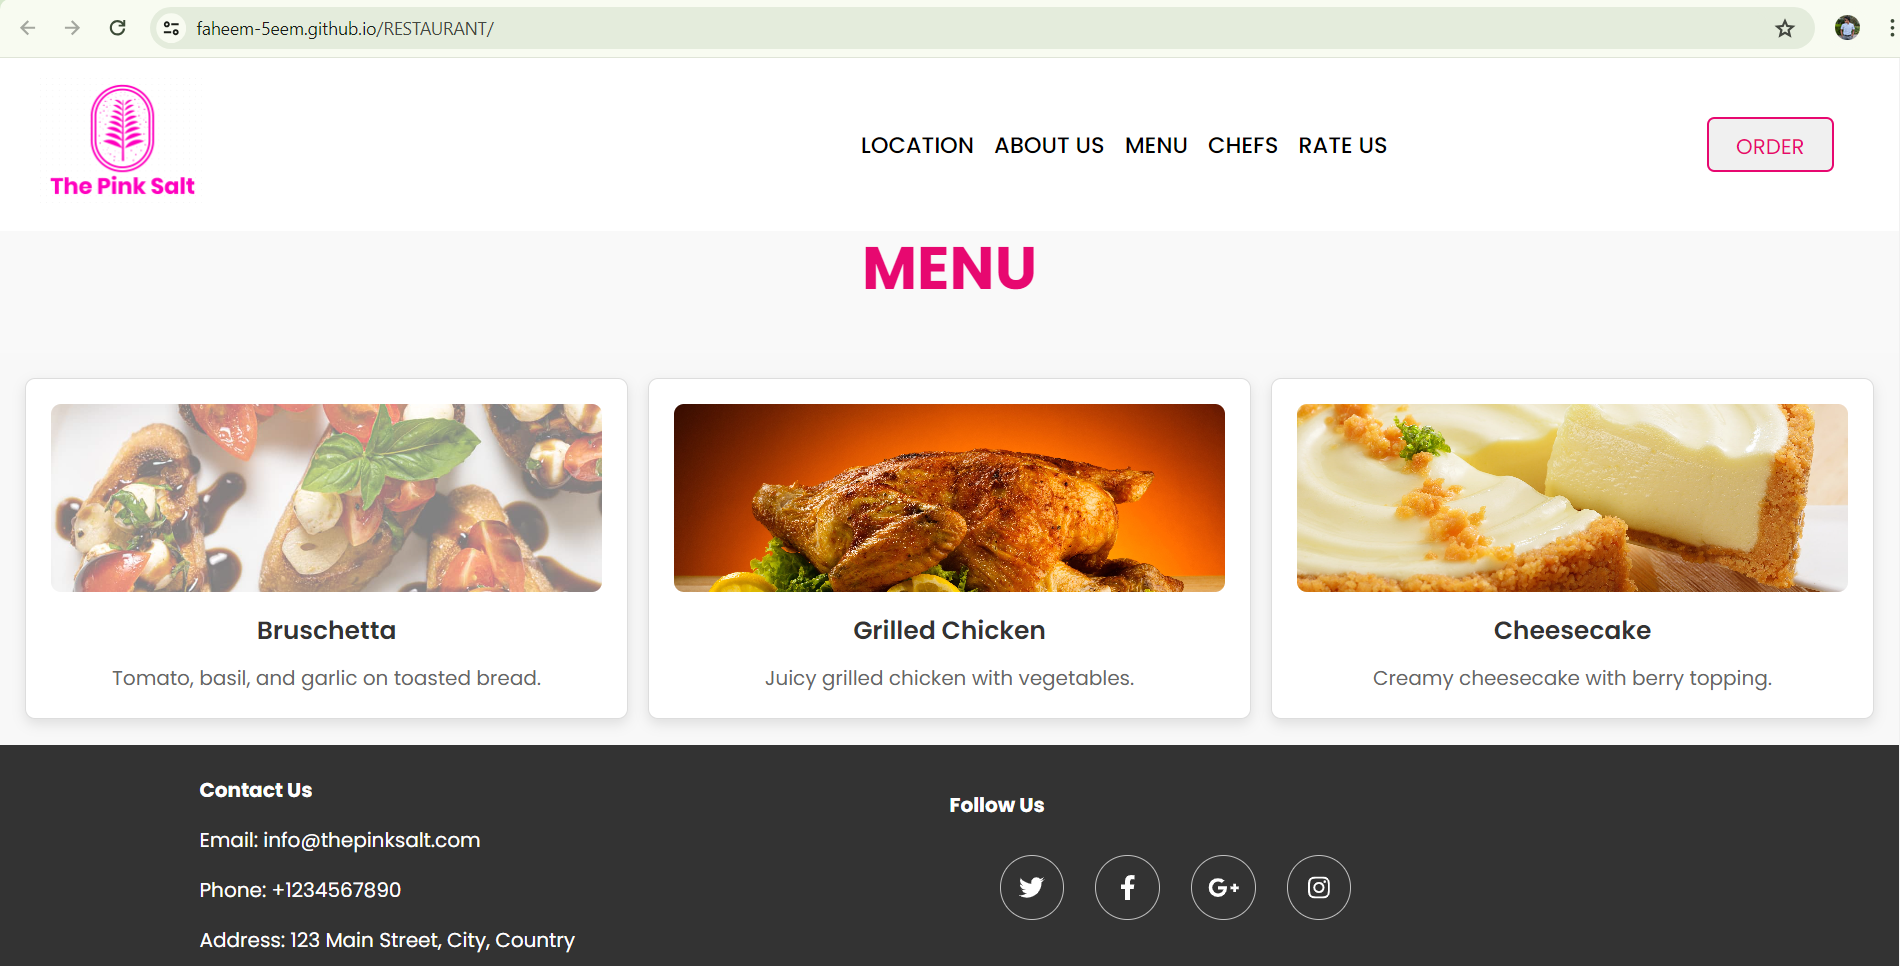 faheem-5eem.github.io/RESTAURANT/
The Pink Salt
LOCATION ABOUT US MENU CHEFS RATE US
ORDER
MENU
Bruschetta
Tomato, basil, and garlic on toasted bread.
Grilled Chicken
Juicy grilled chicken with vegetables.
Cheesecake
Creamy cheesecake with berry topping.
Contact Us
Email: info@thepinksalt.com
Phone: +1234567890
Address: 123 Main Street, City, Country
Follow Us